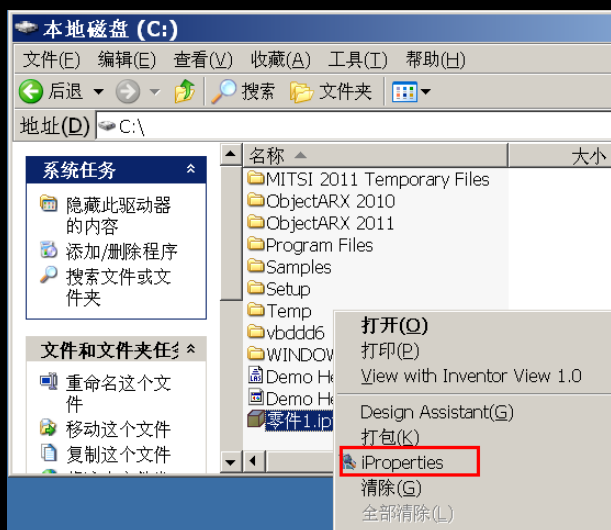 本地磁盘 (C:)
文件(F) 编辑(E) 查看(V) 收藏(A) 工具(T) 帮助(H)
后退 搜索 文件夹
地址(D) C:\
系统任务
隐藏此驱动器
的内容
添加/删除程序
搜索文件或文
件夹
文件和文件夹任
重命名这个文
件
移动这个文件
复制这个文件
名称 大小
MITSI 2011 Temporary Files
ObjectARX 2010
ObjectARX 2011
Program Files
Samples
Setup
Temp
vbddd6
WINDOW
Demo He
Demo He
零件1.ip
打开(O)
打印(P)
View with Inventor View 1.0
Design Assistant(G)
打包(K)
iProperties
清除(G)
全部清除(L)